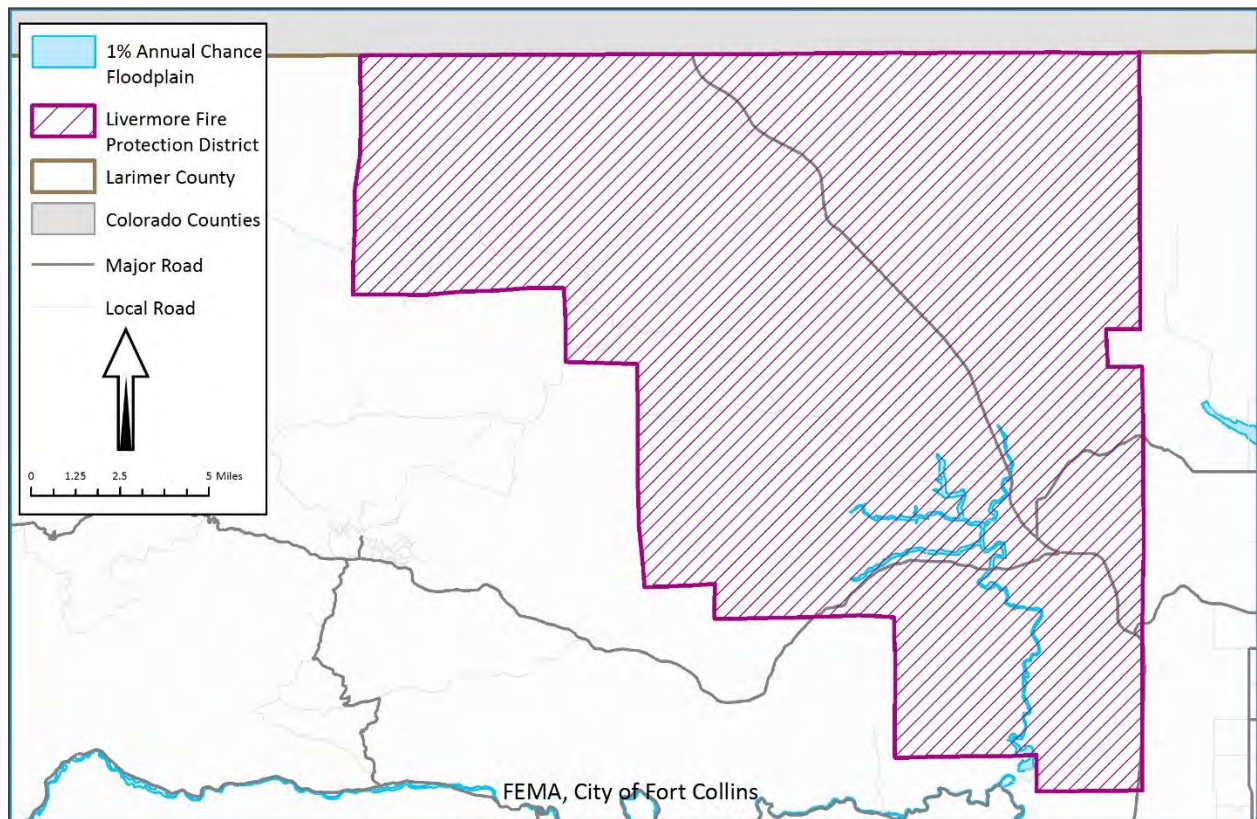 1% Annual Chance
Floodplain
Livermore Fire
Protection District
Larimer County
Colorado Counties
Major Road
Local Road
0 1.25 2.5 5 Miles
FEMA, City of Fort Collins